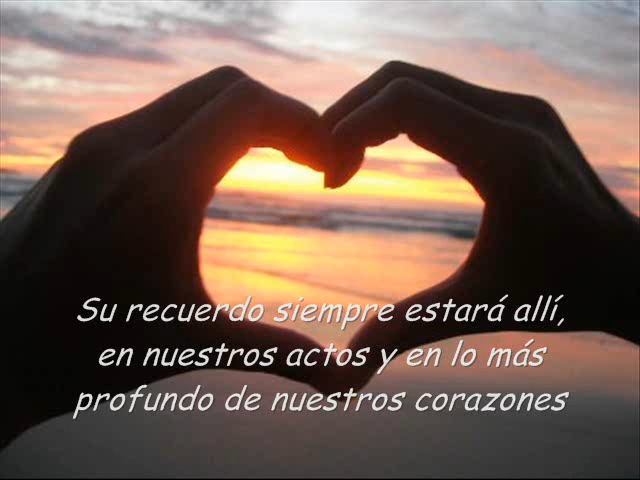 Su recuerdo siempre estará allí,
en nuestros actos y en lo más
profundo de nuestros corazones